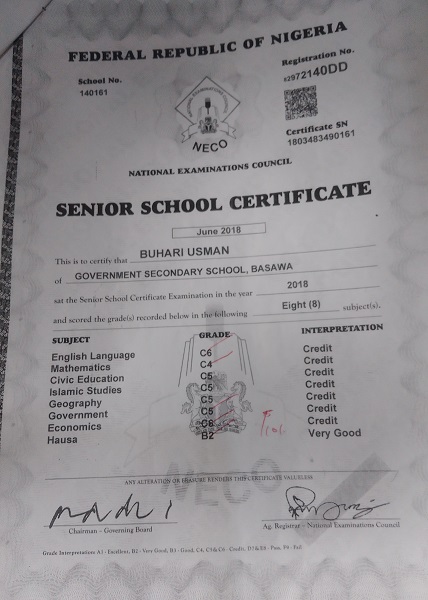 FEDERAL REPUBLIC OF NIGERIA
School No.
140161
Registration No.
2140DD
NECO
Certificate SN
1803483490161
NATIONAL EXAMINATIONS COUNCIL
SENIOR SCHOOL CERTIFICATE
June 2018
This is to certify that BUHARI USMAN
of GOVERNMENT SECONDARY SCHOOL, BASAWA
sat the Senior School Certificate Examination in the year 2018
and scored the grade(s) recorded below in the following Eight (8) subject(s).
SUBJECT GRADE INTERPRETATION
English Language C6 Credit
Mathematics C4 Credit
Civic Education C5 Credit
Islamic Studies C5 Credit
Geography C5 Credit
Government C5 Credit
Economics C6 Credit
Hausa B2 Very Good
ANY ALTERATION OR ERASURE RENDERS THIS CERTIFICATE VALUELESS
NECO
Chairman - Governing Board
Ag. Registrar - National Examinations Council
Grade Interpretations A1 - Excellent, B2 - Very Good, B3 - Good, C4, C5 & C6 - Credit, D7 & E8 - Pass, F9 - Fail